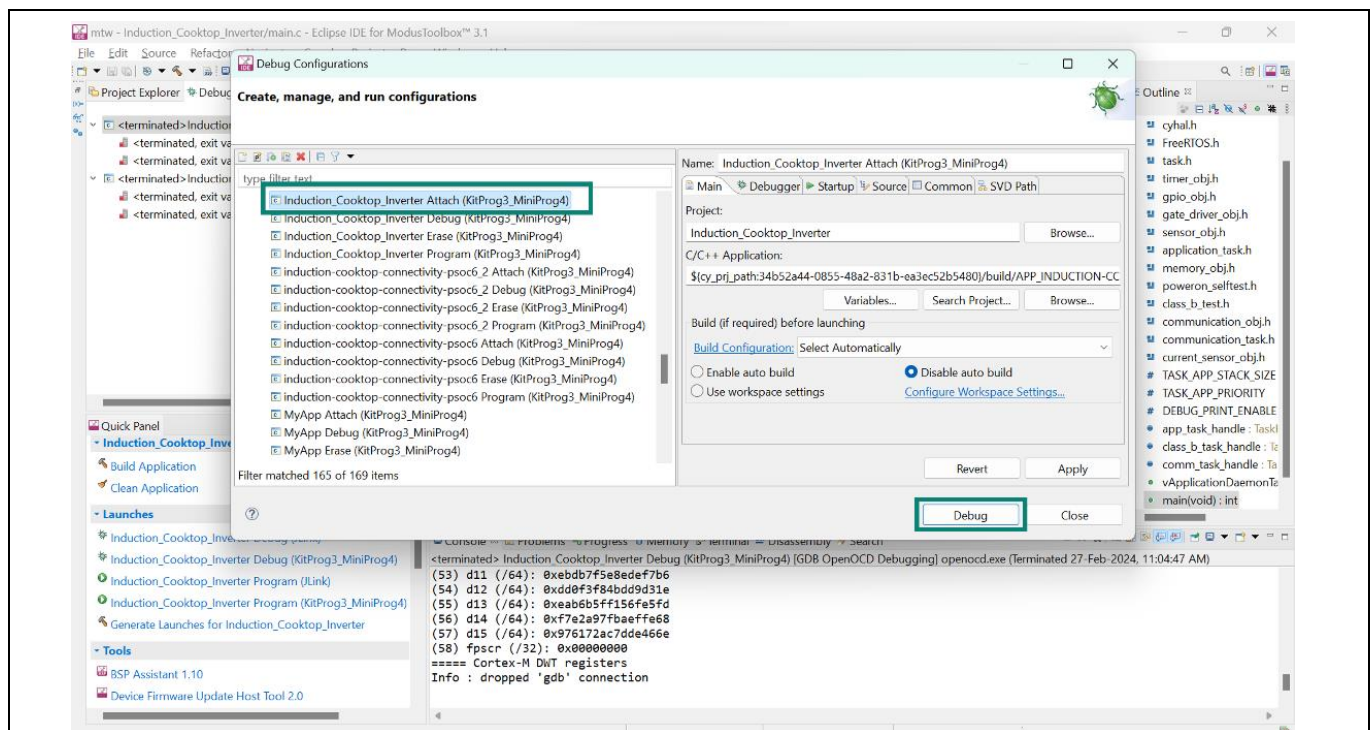 mtw - Induction_Cooktop_Inverter/main.c - Eclipse IDE for ModusToolbox™ 3.1
File Edit Source Refactor
Debug Configurations
Project Explorer
Debug
Create, manage, and run configurations
<terminated>Induction
<terminated, exit va
<terminated, exit va
<terminated>Induction
<terminated, exit va
<terminated, exit va
type filter text
Induction_Cooktop_Inverter Attach (KitProg3_MiniProg4)
Induction_Cooktop_Inverter Debug (KitProg3_MiniProg4)
Induction_Cooktop_Inverter Erase (KitProg3_MiniProg4)
Induction_Cooktop_Inverter Program (KitProg3_MiniProg4)
induction-cooktop-connectivity-psoc6_2 Attach (KitProg3_MiniProg4)
induction-cooktop-connectivity-psoc6_2 Debug (KitProg3_MiniProg4)
induction-cooktop-connectivity-psoc6_2 Erase (KitProg3_MiniProg4)
induction-cooktop-connectivity-psoc6_2 Program (KitProg3_MiniProg4)
induction-cooktop-connectivity-psoc6 Attach (KitProg3_MiniProg4)
induction-cooktop-connectivity-psoc6 Debug (KitProg3_MiniProg4)
induction-cooktop-connectivity-psoc6 Erase (KitProg3_MiniProg4)
induction-cooktop-connectivity-psoc6 Program (KitProg3_MiniProg4)
MyApp Attach (KitProg3_MiniProg4)
MyApp Debug (KitProg3_MiniProg4)
MyApp Erase (KitProg3_MiniProg4)
Filter matched 165 of 169 items
Name: Induction_Cooktop_Inverter Attach (KitProg3_MiniProg4)
Main Debugger Startup Source Common SVD Path
Project:
Induction_Cooktop_Inverter Browse...
C/C++ Application:
$(cy_prj_path:34b52a44-0855-48a2-831b-ea3ec52b5480)/build/APP_INDUCTION-CC
Variables... Search Project... Browse...
Build (if required) before launching
Build Configuration: Select Automatically
Enable auto build Disable auto build
Use workspace settings Configure Workspace Settings...
Revert Apply
Debug Close
Outline
cyhal.h
FreeRTOS.h
task.h
timer_obj.h
gpio_obj.h
gate_driver_obj.h
sensor_obj.h
application_task.h
memory_obj.h
poweron_selftest.h
class_b_test.h
communication_obj.h
communication_task.h
current_sensor_obj.h
TASK_APP_STACK_SIZE
TASK_APP_PRIORITY
DEBUG_PRINT_ENABLE
app_task_handle : Taskl
class_b_task_handle : Ta
comm_task_handle : Ta
vApplicationDaemonTa
main(void) : int
Quick Panel
Induction_Cooktop_Inve
Build Application
Clean Application
Launches
Induction_Cooktop_Inverter Debug (JLink)
Induction_Cooktop_Inverter Debug (KitProg3_MiniProg4)
Induction_Cooktop_Inverter Program (JLink)
Induction_Cooktop_Inverter Program (KitProg3_MiniProg4)
Generate Launches for Induction_Cooktop_Inverter
Tools
BSP Assistant 1.10
Device Firmware Update Host Tool 2.0
Console Problems Progress Memory Terminal Disassembly Search
<terminated> Induction_Cooktop_Inverter Debug (KitProg3_MiniProg4) [GDB OpenOCD Debugging] openocd.exe (Terminated 27-Feb-2024, 11:04:47 AM)
(53) d11 (/64): 0xebdb7f5e8edef7b6
(54) d12 (/64): 0xdd0f3f84bdd9d31e
(55) d13 (/64): 0xeab6b5ff156fe5fd
(56) d14 (/64): 0xf7e2a97fbaeffe68
(57) d15 (/64): 0x976172ac7dde466e
(58) fpscr (/32): 0x00000000
===== Cortex-M DWT registers
Info : dropped 'gdb' connection